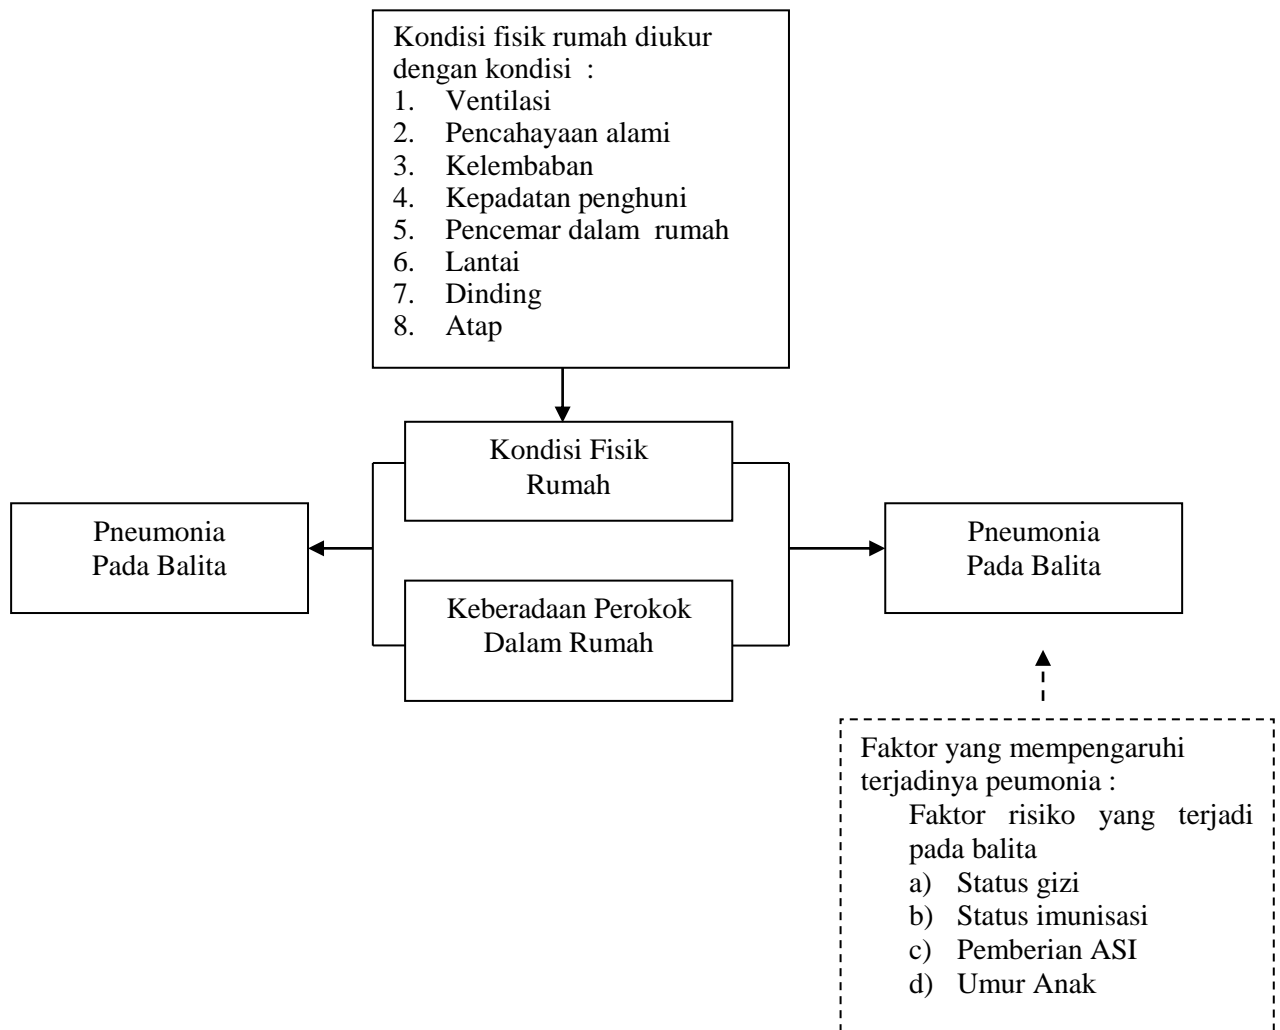 Kondisi fisik rumah diukur
dengan kondisi :
1. Ventilasi
2. Pencahayaan alami
3. Kelembaban
4. Kepadatan penghuni
5. Pencemar dalam rumah
6. Lantai
7. Dinding
8. Atap
Kondisi Fisik
Rumah
Pneumonia
Pada Balita
Pneumonia
Pada Balita
Keberadaan Perokok
Dalam Rumah
Faktor yang mempengaruhi
terjadinya peumonia :
Faktor risiko yang terjadi
pada balita
a) Status gizi
b) Status imunisasi
c) Pemberian ASI
d) Umur Anak